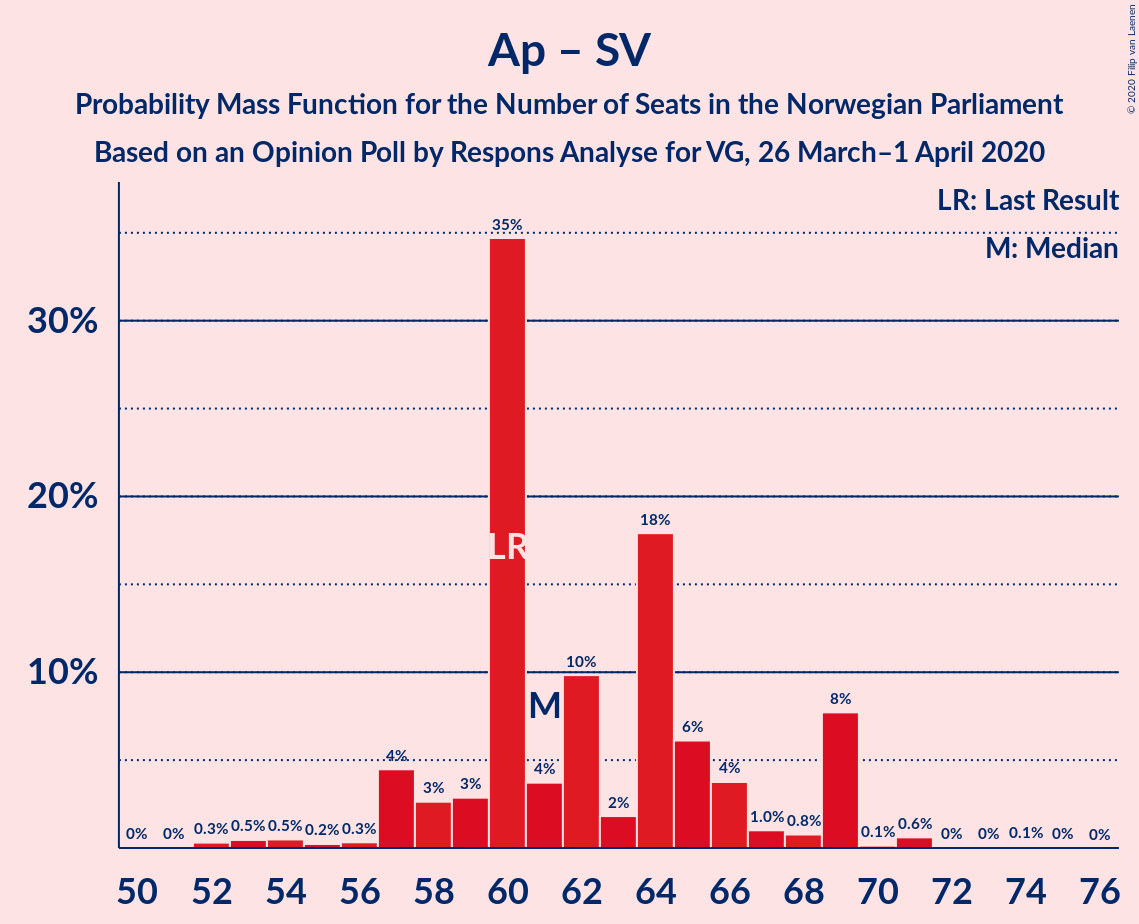 Ap – SV
Probability Mass Function for the Number of Seats in the Norwegian Parliament
Based on an Opinion Poll by Respons Analyse for VG, 26 March–1 April 2020
© 2020 Filip van Laenen
LR: Last Result
M: Median
30%
20%
10%
0% 0% 0.3% 0.5% 0.5% 0.2% 0.3% 4% 3% 3% 35% 4% 10% 2% 18% 6% 4% 1.0% 0.8% 8% 0.1% 0.6% 0% 0% 0.1% 0% 0%
LR
M
50 52 54 56 58 60 62 64 66 68 70 72 74 76